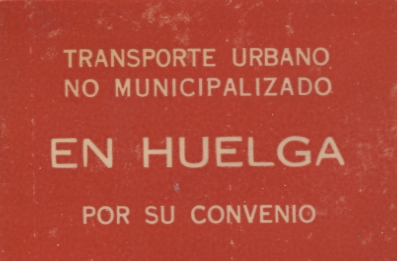 TRANSPORTE URBANO
NO MUNICIPALIZADO
EN HUELGA
POR SU CONVENIO